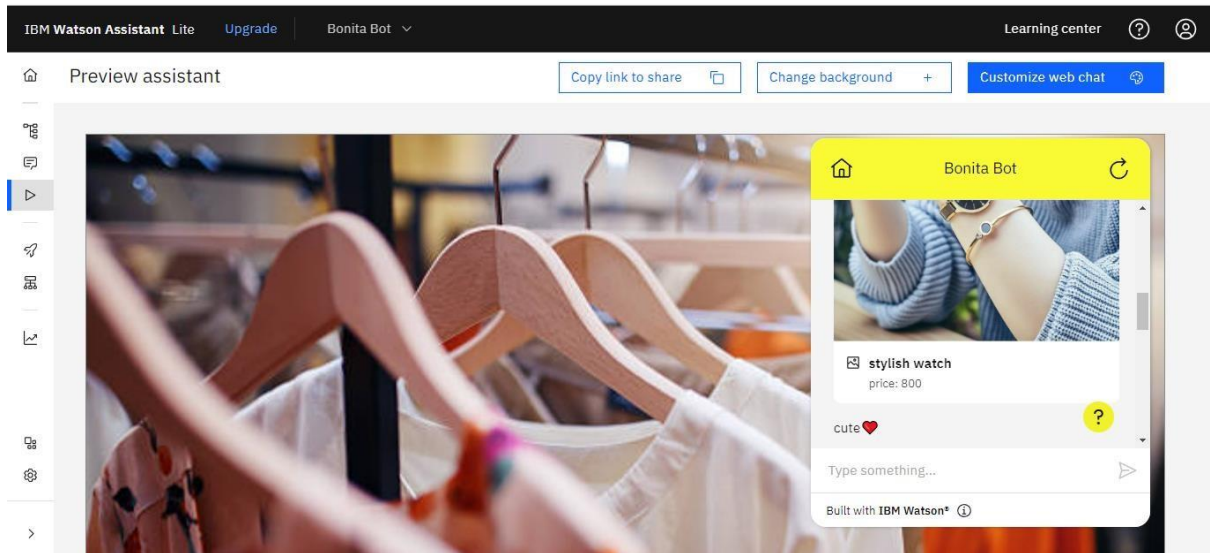 IBM Watson Assistant Lite Upgrade Bonita Bot Learning center
Preview assistant Copy link to share Change background + Customize web chat
Bonita Bot
stylish watch
price: 800
cute❤
?
Type something...
Built with IBM Watson®